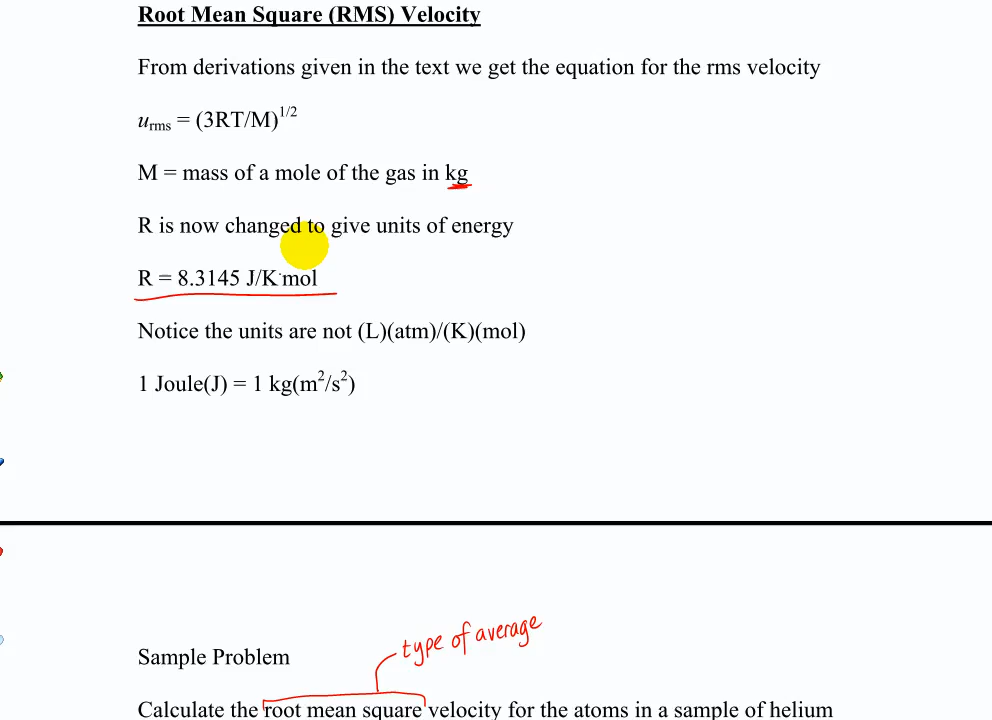 Root Mean Square (RMS) Velocity
From derivations given in the text we get the equation for the rms velocity
u_rms = (3RT/M)^1/2
M = mass of a mole of the gas in kg
R is now changed to give units of energy
R = 8.3145 J/K·mol
Notice the units are not (L)(atm)/(K)(mol)
1 Joule(J) = 1 kg(m²/s²)
type of average
Sample Problem
Calculate the root mean square velocity for the atoms in a sample of helium